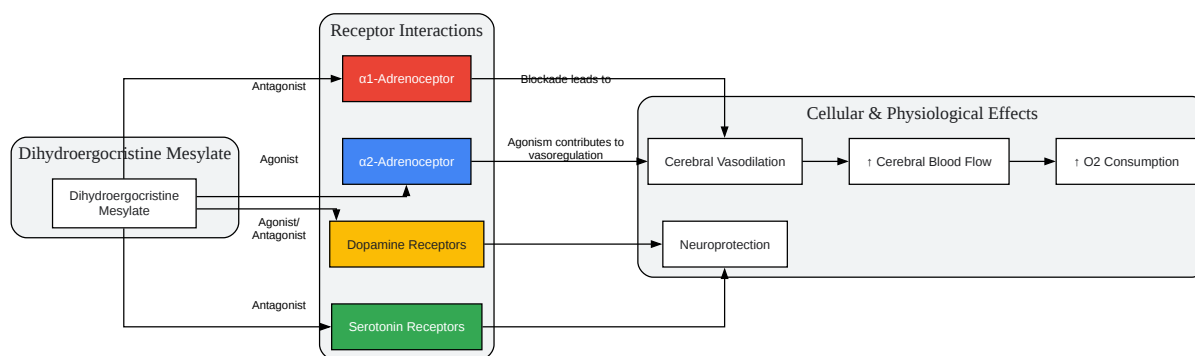 Receptor Interactions
α1-Adrenoceptor
Blockade leads to
Antagonist
Cellular & Physiological Effects
Dihydroergocristine Mesylate
Agonist
α2-Adrenoceptor
Agonism contributes to
vasoregulation
Cerebral Vasodilation
↑ Cerebral Blood Flow
↑ O2 Consumption
Dihydroergocristine
Mesylate
Agonist/
Antagonist
Dopamine Receptors
Neuroprotection
Antagonist
Serotonin Receptors